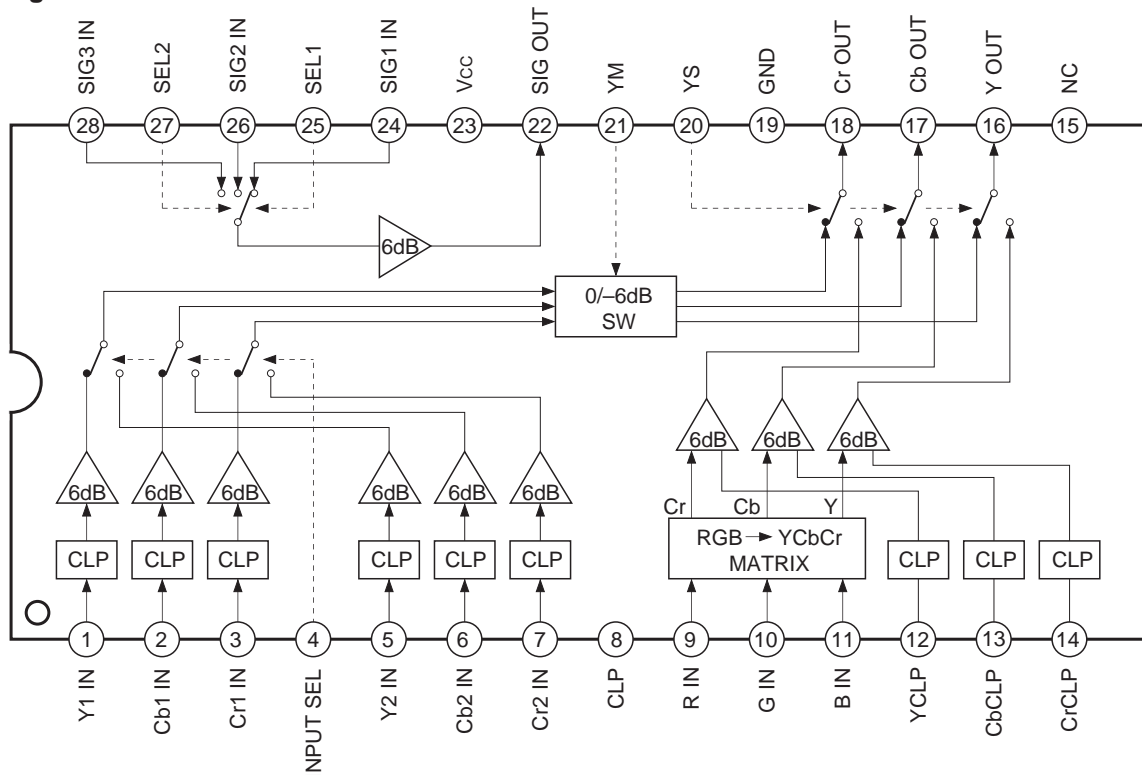 g
SIG3 IN
SEL2
SIG2 IN
SEL1
SIG1 IN
Vcc
SIG OUT
YM
YS
GND
Cr OUT
Cb OUT
Y OUT
NC
28
27
26
25
24
23
22
21
20
19
18
17
16
15
6dB
0/–6dB
SW
6dB
6dB
6dB
6dB
6dB
6dB
6dB
6dB
6dB
Cr
Cb
Y
CLP
CLP
CLP
CLP
CLP
CLP
RGB YCbCr
MATRIX
CLP
CLP
CLP
1
2
3
4
5
6
7
8
9
10
11
12
13
14
Y1 IN
Cb1 IN
Cr1 IN
NPUT SEL
Y2 IN
Cb2 IN
Cr2 IN
CLP
R IN
G IN
B IN
YCLP
CbCLP
CrCLP